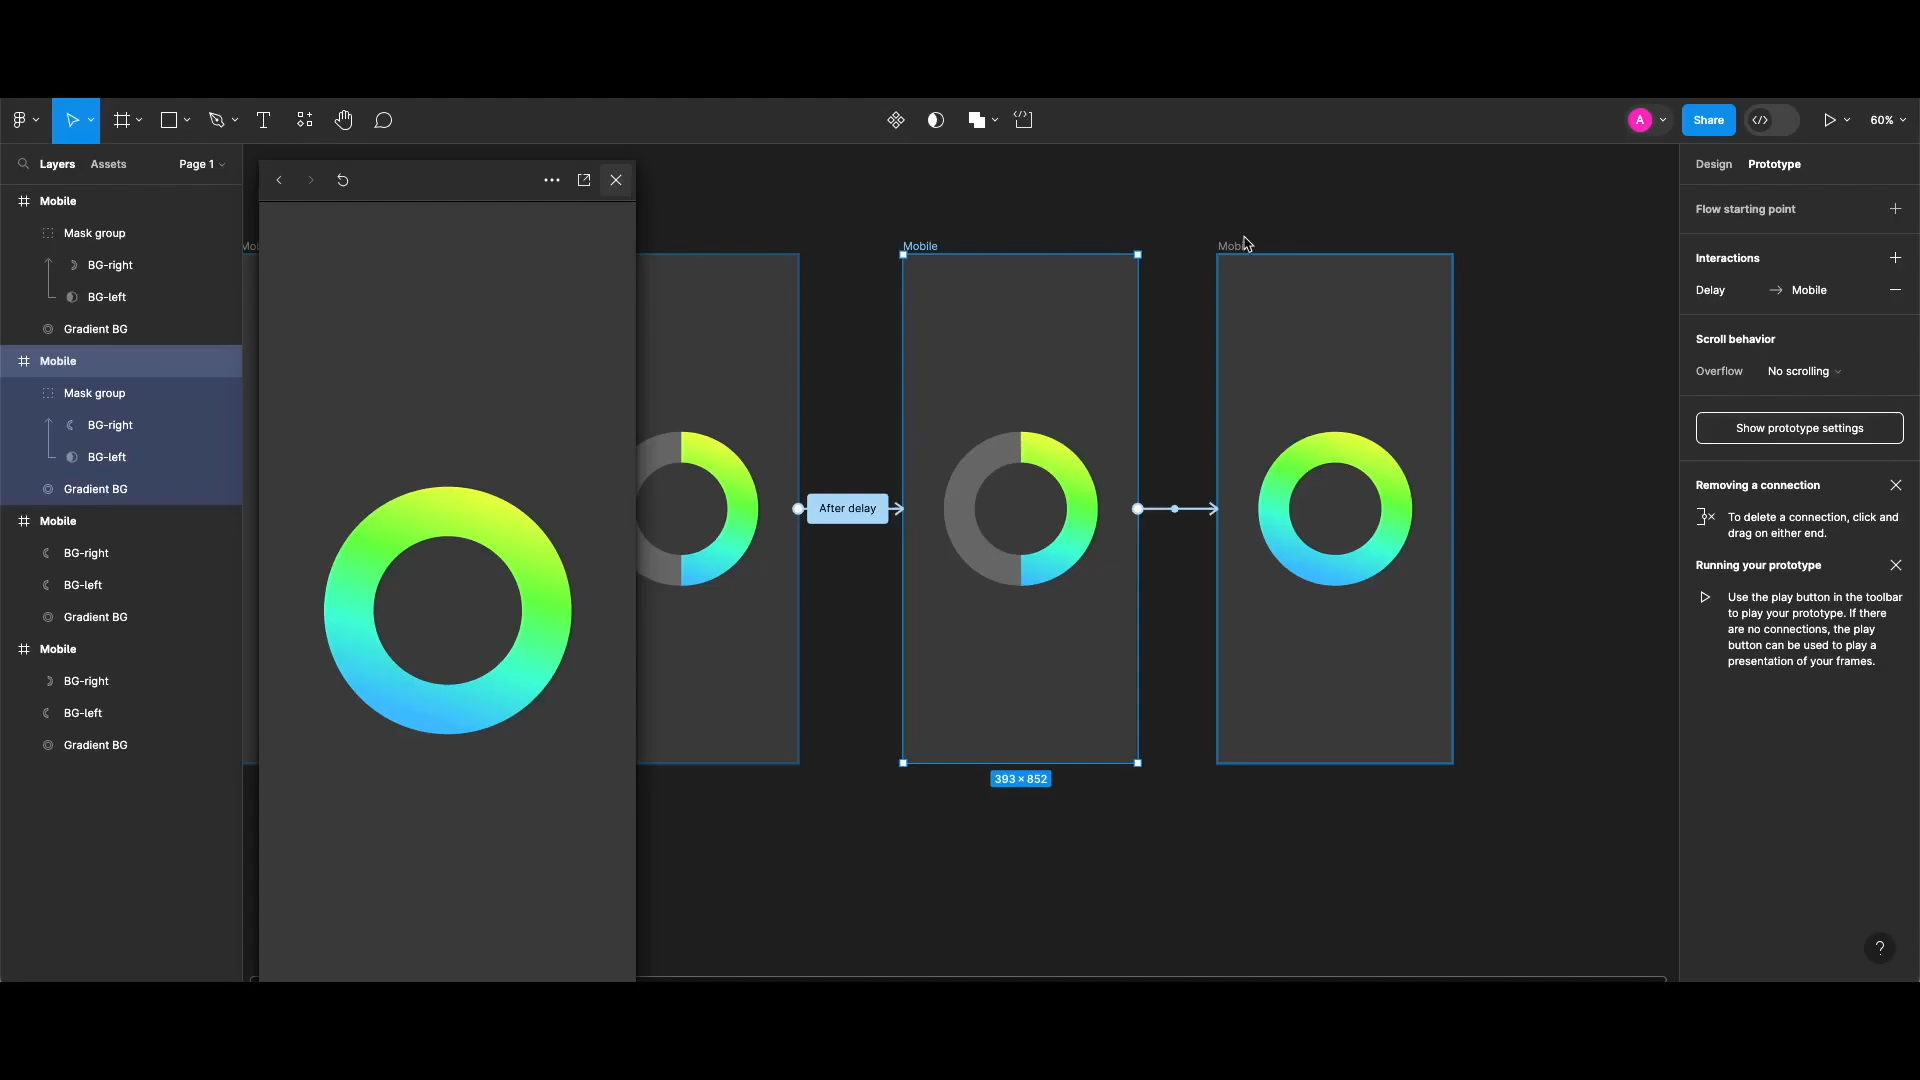 A
Share
60%
Layers
Assets
Page 1
Design
Prototype
Mobile
Mask group
BG-right
BG-left
Gradient BG
Mobile
Mask group
BG-right
BG-left
Gradient BG
Mobile
BG-right
BG-left
Gradient BG
Mobile
BG-right
BG-left
Gradient BG
Mobile
After delay
393 × 852
Flow starting point
Interactions
Delay
Mobile
Scroll behavior
Overflow
No scrolling
Show prototype settings
Removing a connection
To delete a connection, click and
drag on either end.
Running your prototype
Use the play button in the toolbar
to play your prototype. If there
are no connections, the play
button can be used to play a
presentation of your frames.
?